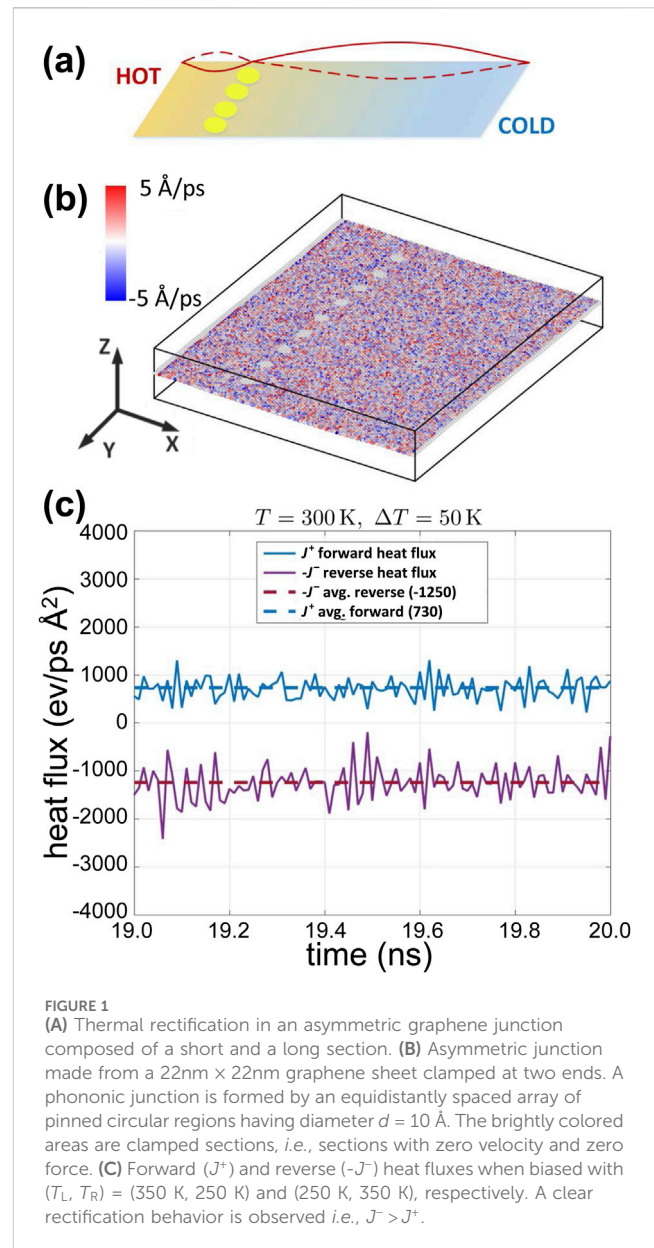 (a)
HOT
COLD
(b)
5 Å/ps
-5 Å/ps
Z
Y
X
(c)
T = 300 K, ΔT = 50 K
4000
3000
2000
1000
0
-1000
-2000
-3000
-4000
heat flux (ev/ps Å²)
J⁺ forward heat flux
-J⁻ reverse heat flux
-J⁻ avg. reverse (-1250)
J⁺ avg. forward (730)
19.0 19.2 19.4 19.6 19.8 20.0
time (ns)
FIGURE 1
(A) Thermal rectification in an asymmetric graphene junction
composed of a short and a long section. (B) Asymmetric junction
made from a 22nm × 22nm graphene sheet clamped at two ends. A
phononic junction is formed by an equidistantly spaced array of
pinned circular regions having diameter d = 10 Å. The brightly colored
areas are clamped sections, i.e., sections with zero velocity and zero
force. (C) Forward (J⁺) and reverse (-J⁻) heat fluxes when biased with
(T_L, T_R) = (350 K, 250 K) and (250 K, 350 K), respectively. A clear
rectification behavior is observed i.e., J⁻ > J⁺.